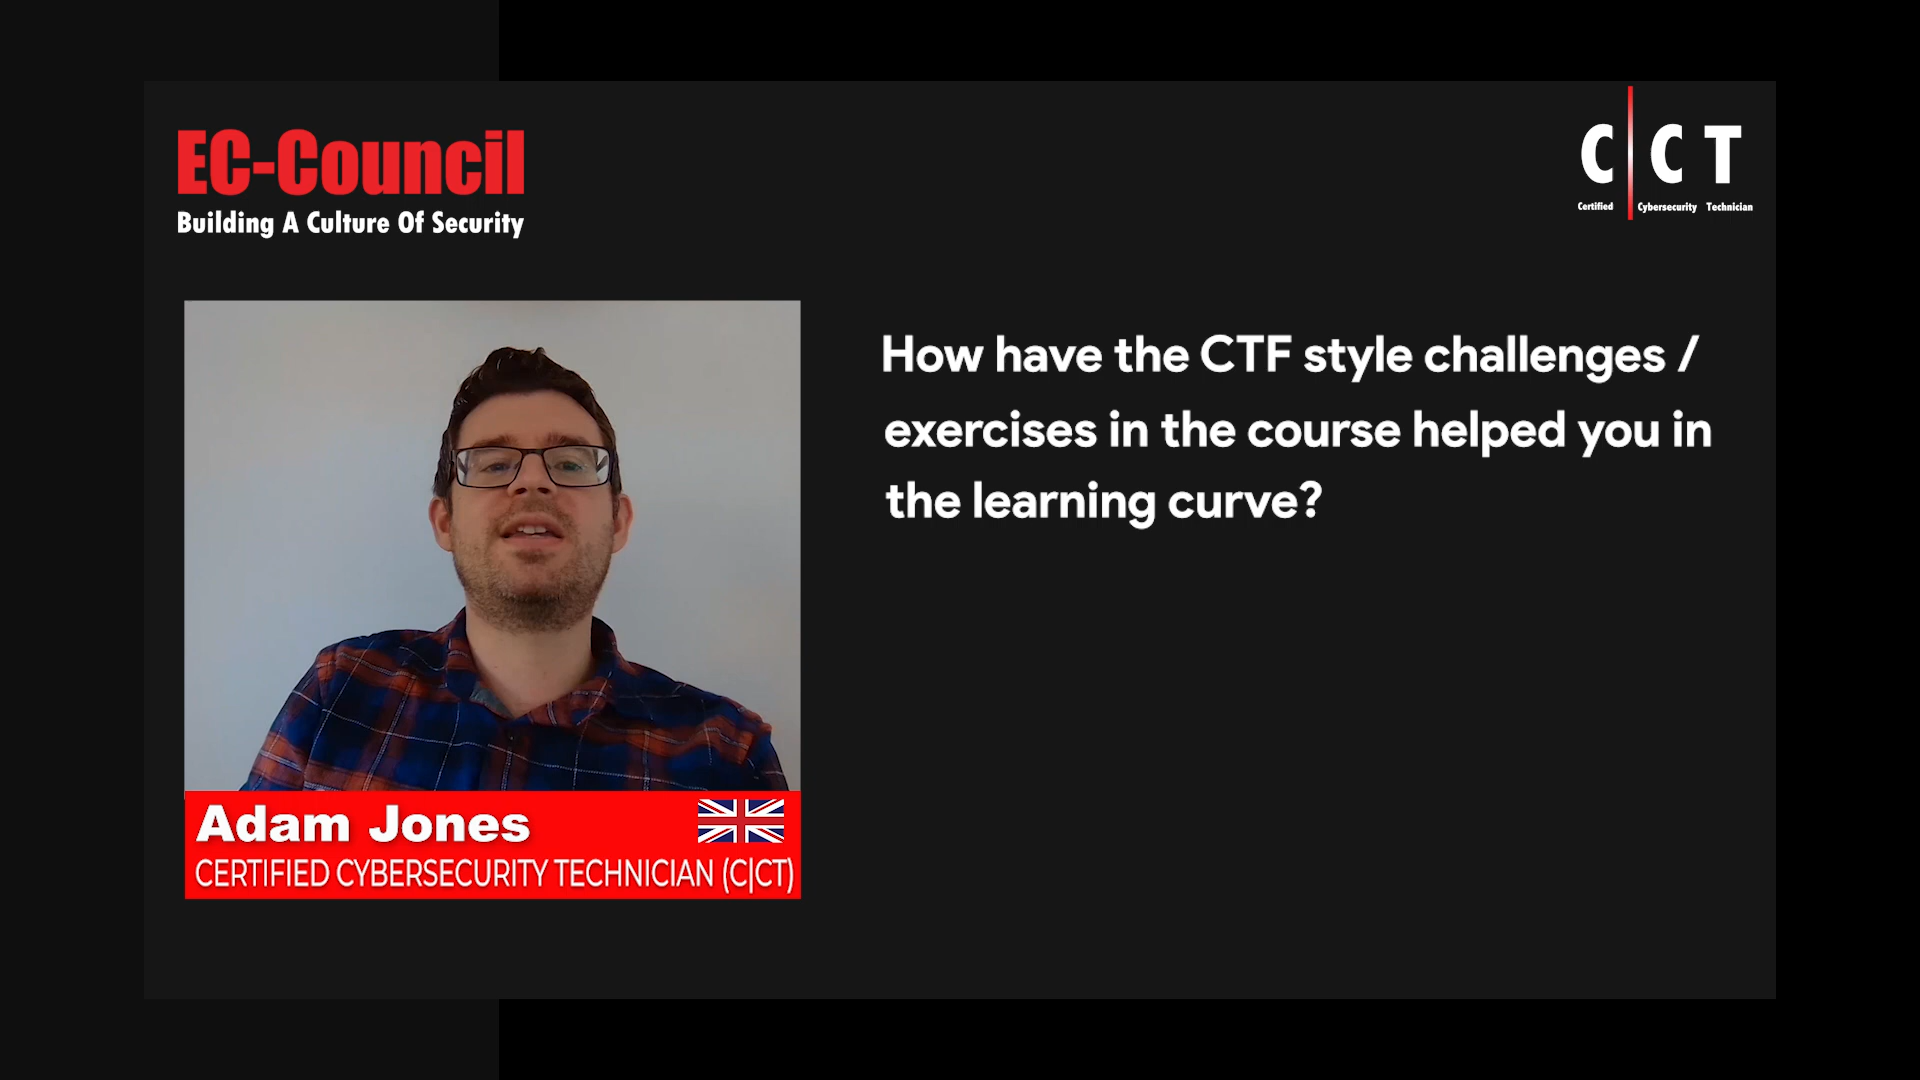 EC-Council
Building A Culture Of Security
C|CT
Certified Cybersecurity Technician
How have the CTF style challenges /
exercises in the course helped you in
the learning curve?
Adam Jones
CERTIFIED CYBERSECURITY TECHNICIAN (C|CT)